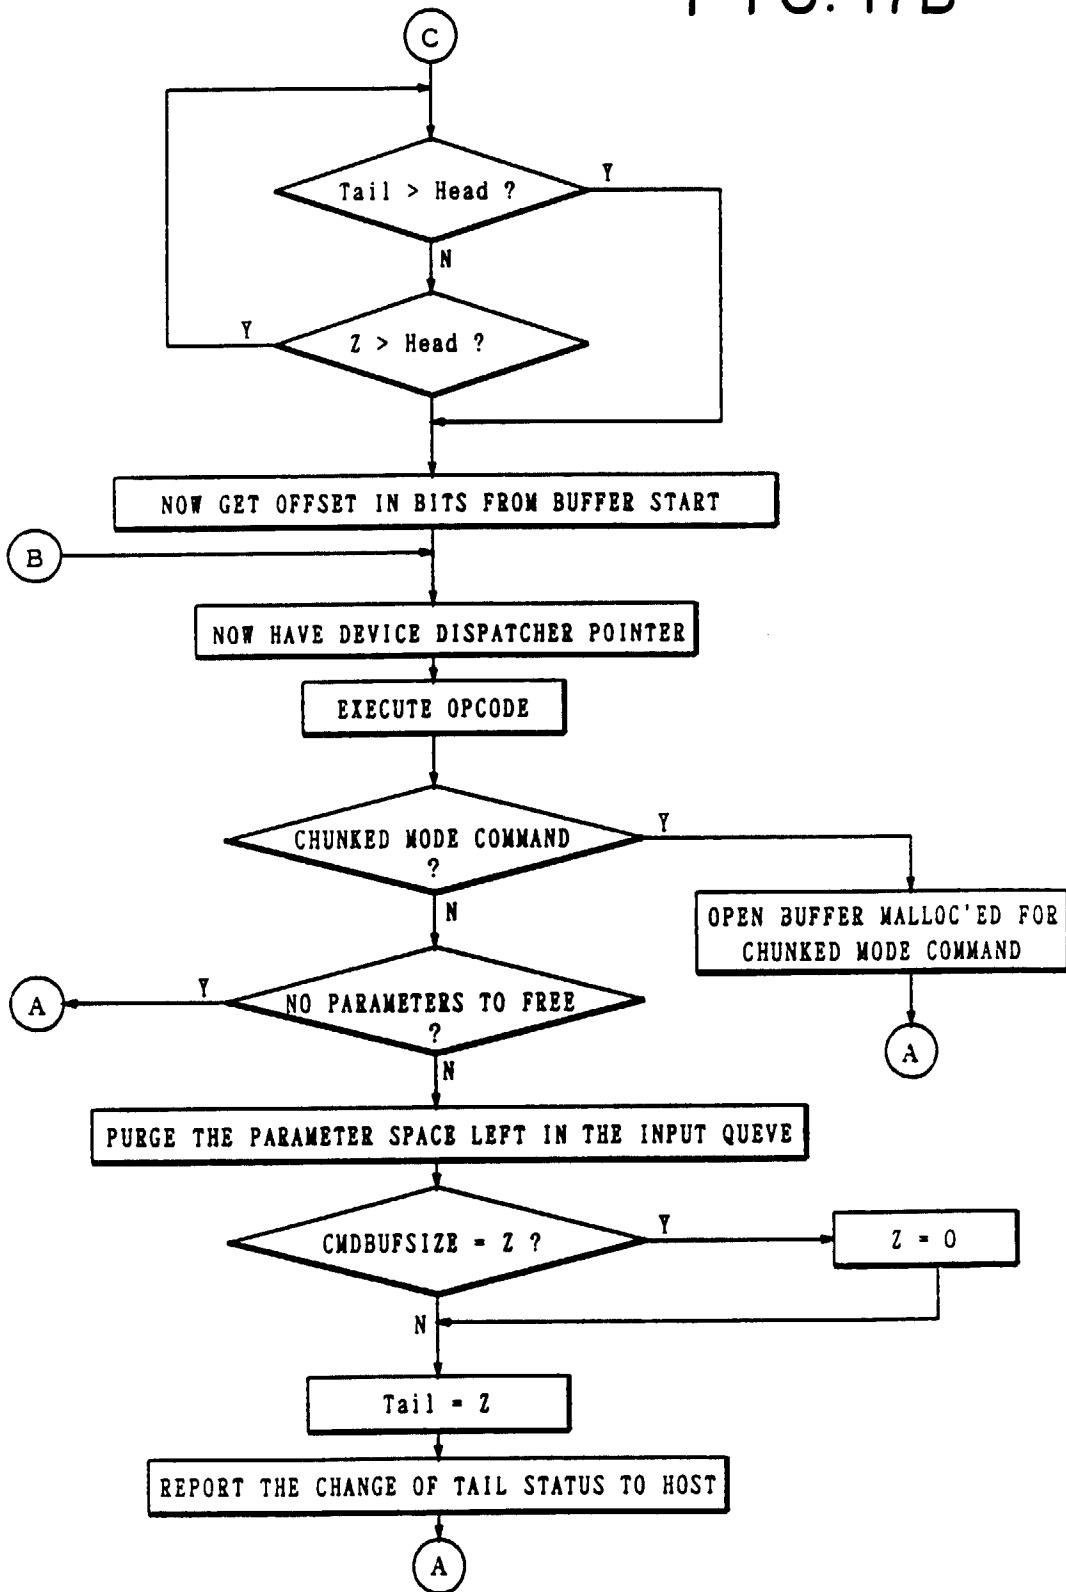 FIG. 17B
C
Tail > Head ?
Y
N
Z > Head ?
Y
NOW GET OFFSET IN BITS FROM BUFFER START
B
NOW HAVE DEVICE DISPATCHER POINTER
EXECUTE OPCODE
CHUNKED MODE COMMAND
?
Y
N
OPEN BUFFER MALLOC'ED FOR
CHUNKED MODE COMMAND
A
NO PARAMETERS TO FREE
?
Y
A
N
PURGE THE PARAMETER SPACE LEFT IN THE INPUT QUEVE
CMDBUFSIZE = Z ?
Y
Z = 0
N
Tail = Z
REPORT THE CHANGE OF TAIL STATUS TO HOST
A